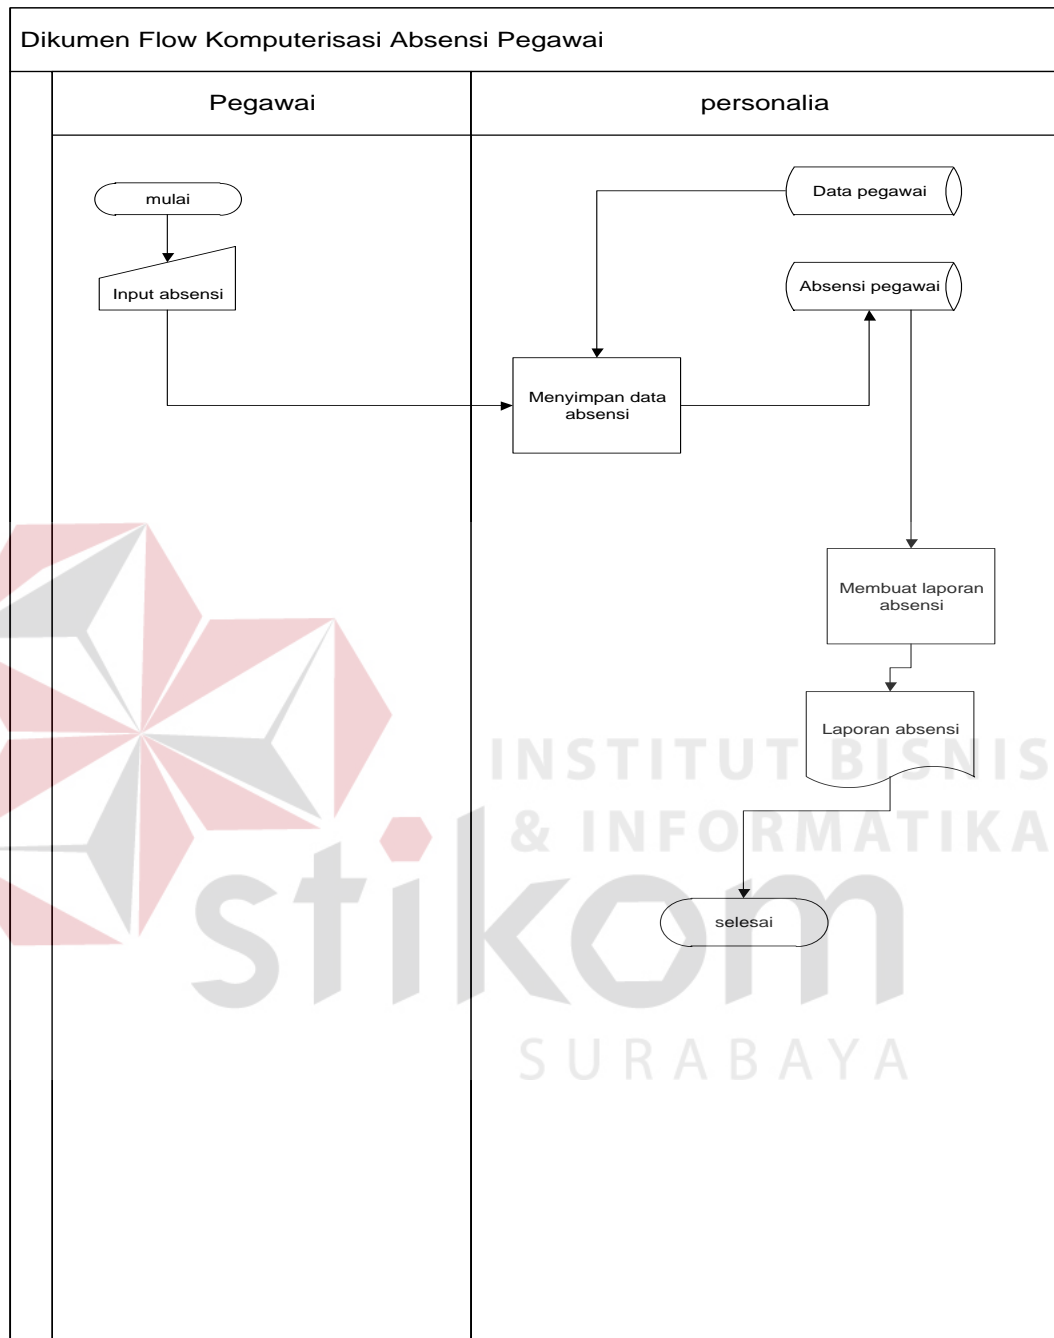 Dikumen Flow Komputerisasi Absensi Pegawai
Pegawai
personalia
mulai
Data pegawai
Input absensi
Absensi pegawai
Menyimpan data
absensi
Membuat laporan
absensi
Laporan absensi
INSTITUT BISNIS
& INFORMATIKA
stikom
selesai
SURABAYA